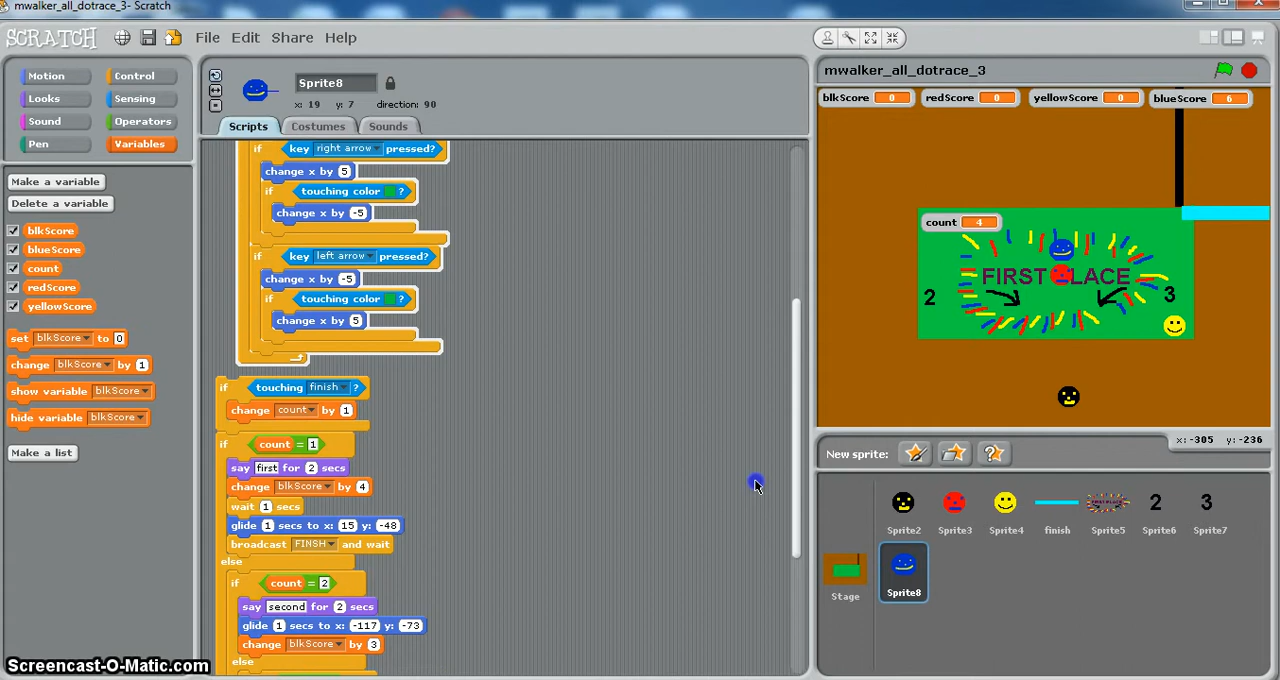 mwalker_all_dotrace_3- Scratch
SCRATCH File Edit Share Help
Motion Control
Looks Sensing
Sound Operators
Pen Variables
Make a variable
Delete a variable
blkScore
blueScore
count
redScore
yellowScore
set blkScore to 0
change blkScore by 1
show variable blkScore
hide variable blkScore
Make a list
Sprite8
x: 19 y: 7 direction: 90
Scripts Costumes Sounds
if key right arrow pressed?
change x by 5
if touching color ?
change x by -5
if key left arrow pressed?
change x by -5
if touching color ?
change x by 5
if touching finish ?
change count by 1
if count = 1
say first for 2 secs
change blkScore by 4
wait 1 secs
glide 1 secs to x: 15 y: -48
broadcast FINSH and wait
else
if count = 2
say second for 2 secs
glide 1 secs to x: -117 y: -73
change blkScore by 3
else
mwalker_all_dotrace_3
blkScore 0 redScore 0 yellowScore 0 blueScore 6
count 4
FIRST LACE
2 3
x: -305 y: -236
New sprite:
2 3
Sprite2 Sprite3 Sprite4 finish Sprite5 Sprite6 Sprite7
Stage
Sprite8
Screencast-O-Matic.com